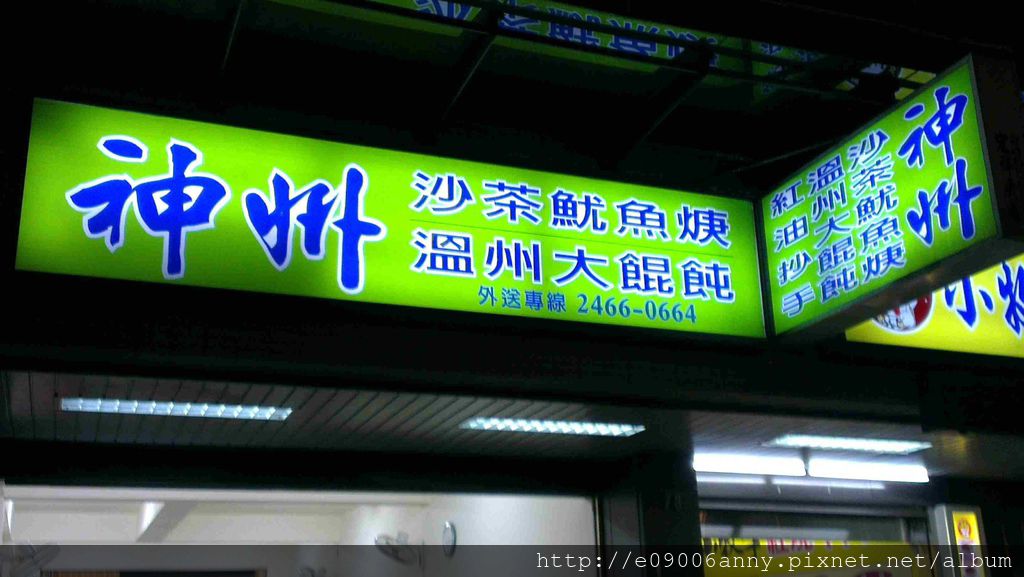 神州
沙茶魷魚焿
溫州大餛飩
外送專線 2466-0664
神州
沙茶魷魚焿
溫州大餛飩
紅油抄手
小
http://e09006anny.pixnet.net/album